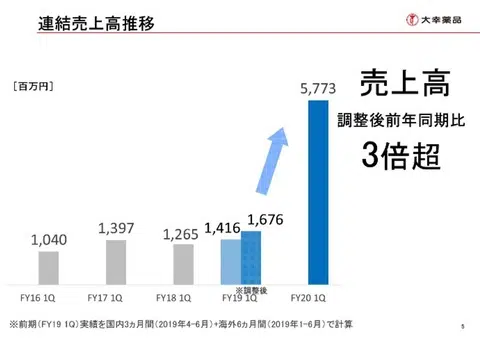 連結売上高推移
大幸薬品
［百万円］
売上高
調整後前年同期比
3倍超
1,040
1,397
1,265
1,416
1,676
5,773
※調整後
FY16 1Q
FY17 1Q
FY18 1Q
FY19 1Q
FY20 1Q
※前期（FY19 1Q）実績を国内3ヵ月間（2019年4-6月）+海外6ヵ月間（2019年1-6月）で計算
5